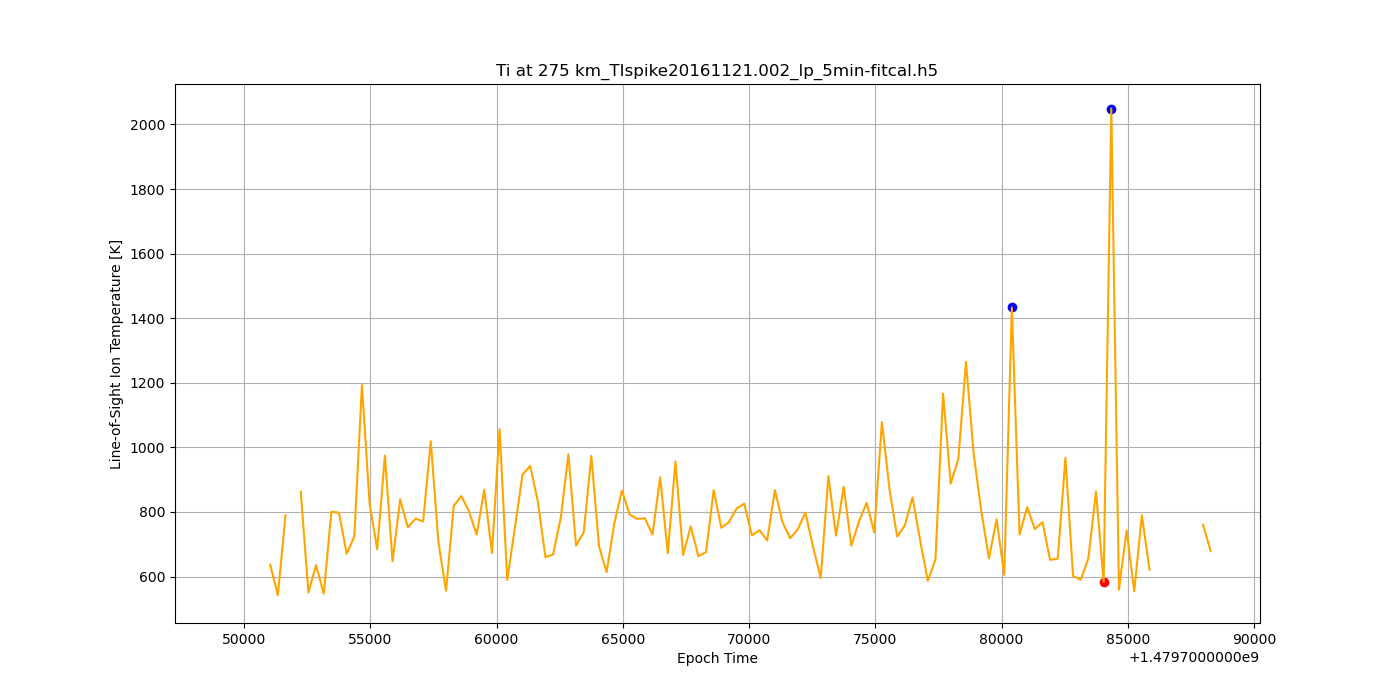 Ti at 275 km_TIspike20161121.002_lp_5min-fitcal.h5
Line-of-Sight Ion Temperature [K]
2000
1800
1600
1400
1200
1000
800
600
50000 55000 60000 65000 70000 75000 80000 85000 90000
Epoch Time
+1.4797000000e9